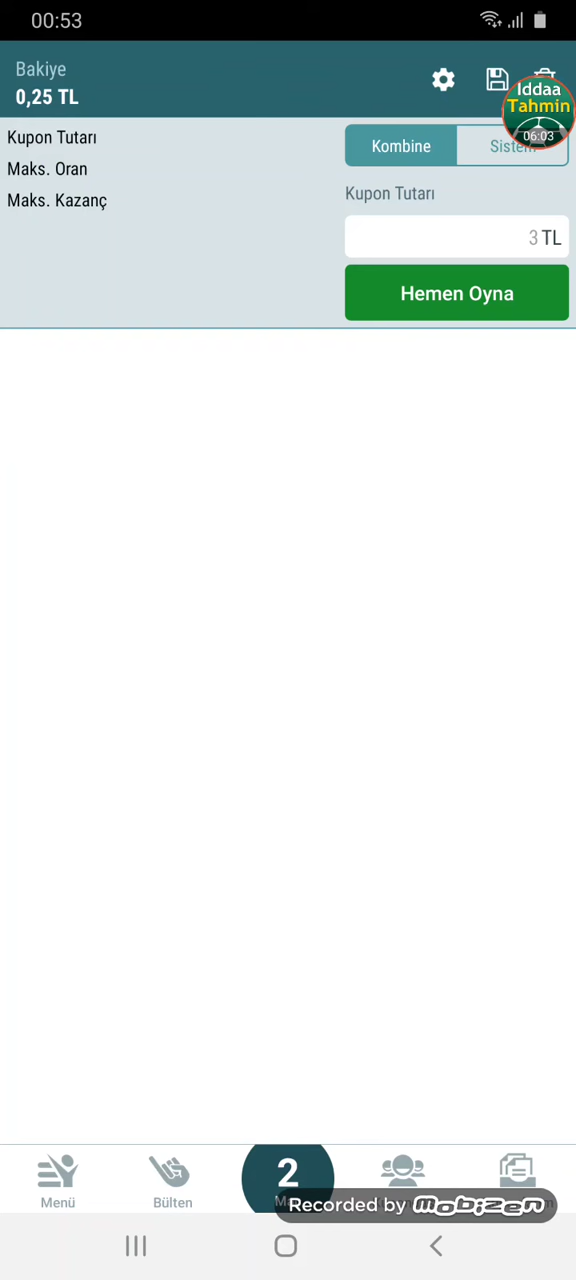 00:53
Bakiye
0,25 TL
Iddaa
Tahmin
06:03
Kupon Tutarı
Maks. Oran
Maks. Kazanç
Kombine
Kupon Tutarı
3 TL
Hemen Oyna
2
Menü
Bülten
Recorded by mobizen